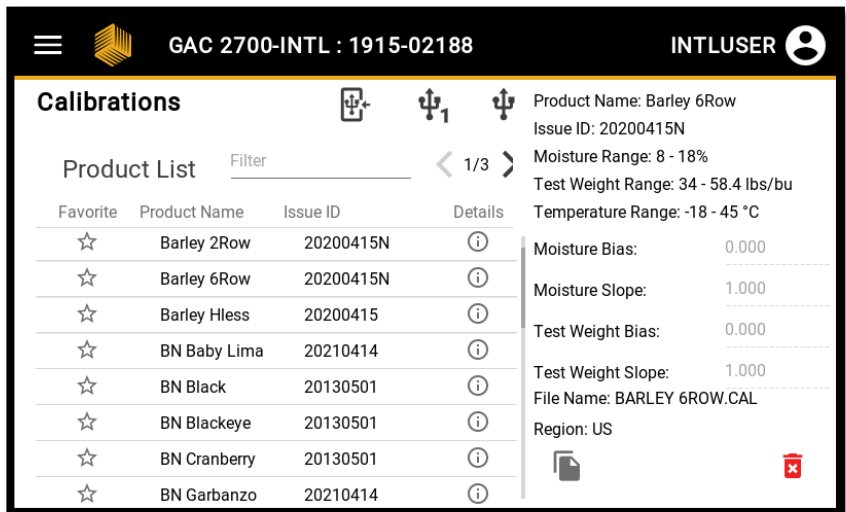 GAC 2700-INTL : 1915-02188
INTLUSER
Calibrations
1
Product List
Filter
1/3
Favorite Product Name Issue ID Details
Barley 2Row 20200415N
Barley 6Row 20200415N
Barley Hless 20200415
BN Baby Lima 20210414
BN Black 20130501
BN Blackeye 20130501
BN Cranberry 20130501
BN Garbanzo 20210414
Product Name: Barley 6Row
Issue ID: 20200415N
Moisture Range: 8 - 18%
Test Weight Range: 34 - 58.4 lbs/bu
Temperature Range: -18 - 45 °C
Moisture Bias: 0.000
Moisture Slope: 1.000
Test Weight Bias: 0.000
Test Weight Slope: 1.000
File Name: BARLEY 6ROW.CAL
Region: US